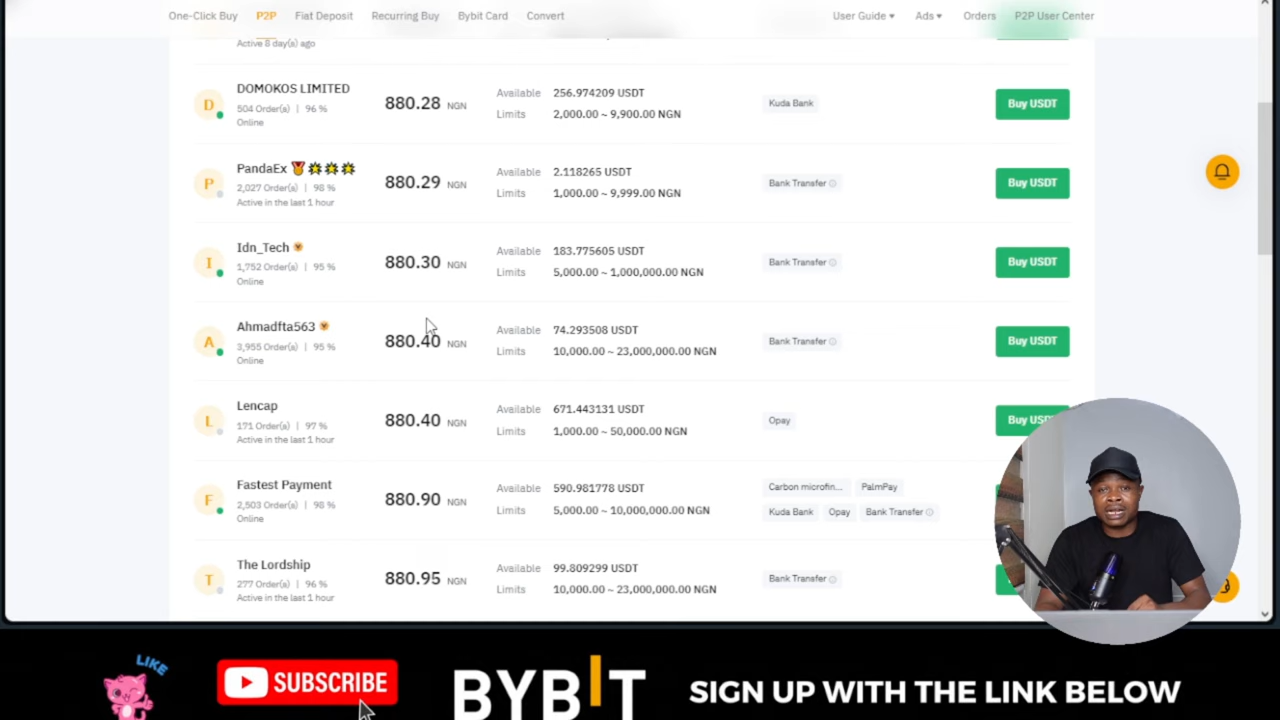 One-Click Buy P2P Fiat Deposit Recurring Buy Bybit Card Convert User Guide Ads Orders P2P User Center
Active 8 day(s) ago
DOMOKOS LIMITED
504 Order(s) | 96 %
Online
880.28 NGN
Available 256.974209 USDT
Limits 2,000.00 ~ 9,900.00 NGN
Kuda Bank
Buy USDT
PandaEx
2,027 Order(s) | 98 %
Active in the last 1 hour
880.29 NGN
Available 2.118265 USDT
Limits 1,000.00 ~ 9,999.00 NGN
Bank Transfer
Buy USDT
Idn_Tech
1,752 Order(s) | 95 %
Online
880.30 NGN
Available 183.775605 USDT
Limits 5,000.00 ~ 1,000,000.00 NGN
Bank Transfer
Buy USDT
Ahmadfta563
3,955 Order(s) | 95 %
Online
880.40 NGN
Available 74.293508 USDT
Limits 10,000.00 ~ 23,000,000.00 NGN
Bank Transfer
Buy USDT
Lencap
171 Order(s) | 97 %
Active in the last 1 hour
880.40 NGN
Available 671.443131 USDT
Limits 1,000.00 ~ 50,000.00 NGN
Opay
Buy USDT
Fastest Payment
2,503 Order(s) | 98 %
Online
880.90 NGN
Available 590.981778 USDT
Limits 5,000.00 ~ 10,000,000.00 NGN
Carbon microfin... PalmPay
Kuda Bank Opay Bank Transfer
The Lordship
277 Order(s) | 96 %
Active in the last 1 hour
880.95 NGN
Available 99.809299 USDT
Limits 10,000.00 ~ 23,000,000.00 NGN
Bank Transfer
LIKE
SUBSCRIBE
BYBIT
SIGN UP WITH THE LINK BELOW